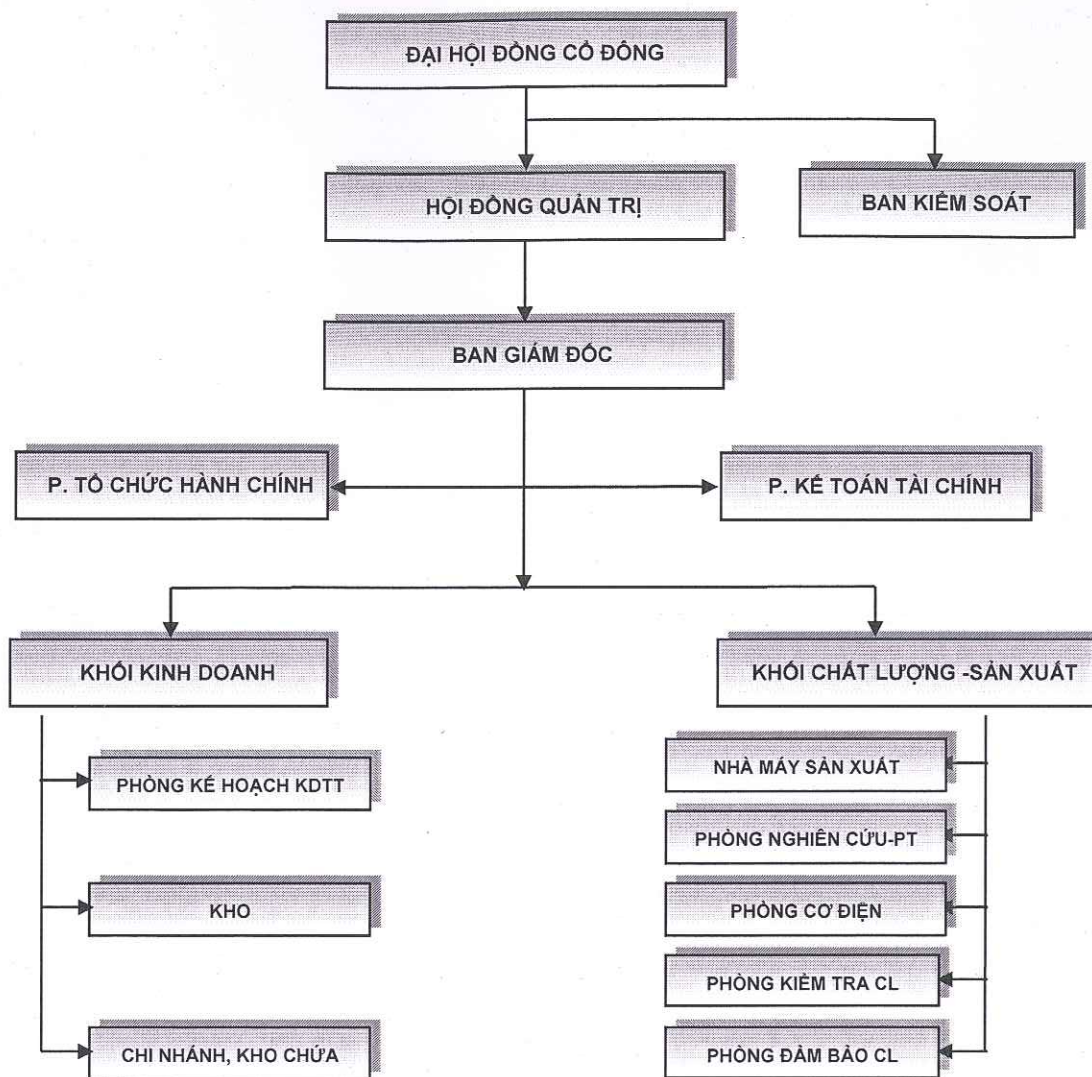 ĐẠI HỘI ĐỒNG CỔ ĐÔNG
HỘI ĐỒNG QUẢN TRỊ
BAN KIỂM SOÁT
BAN GIÁM ĐỐC
P. TỔ CHỨC HÀNH CHÍNH
P. KẾ TOÁN TÀI CHÍNH
KHỐI KINH DOANH
KHỐI CHẤT LƯỢNG -SẢN XUẤT
PHÒNG KẾ HOẠCH KDTT
KHO
CHI NHÁNH, KHO CHỨA
NHÀ MÁY SẢN XUẤT
PHÒNG NGHIÊN CỨU-PT
PHÒNG CƠ ĐIỆN
PHÒNG KIỂM TRA CL
PHÒNG ĐẢM BẢO CL